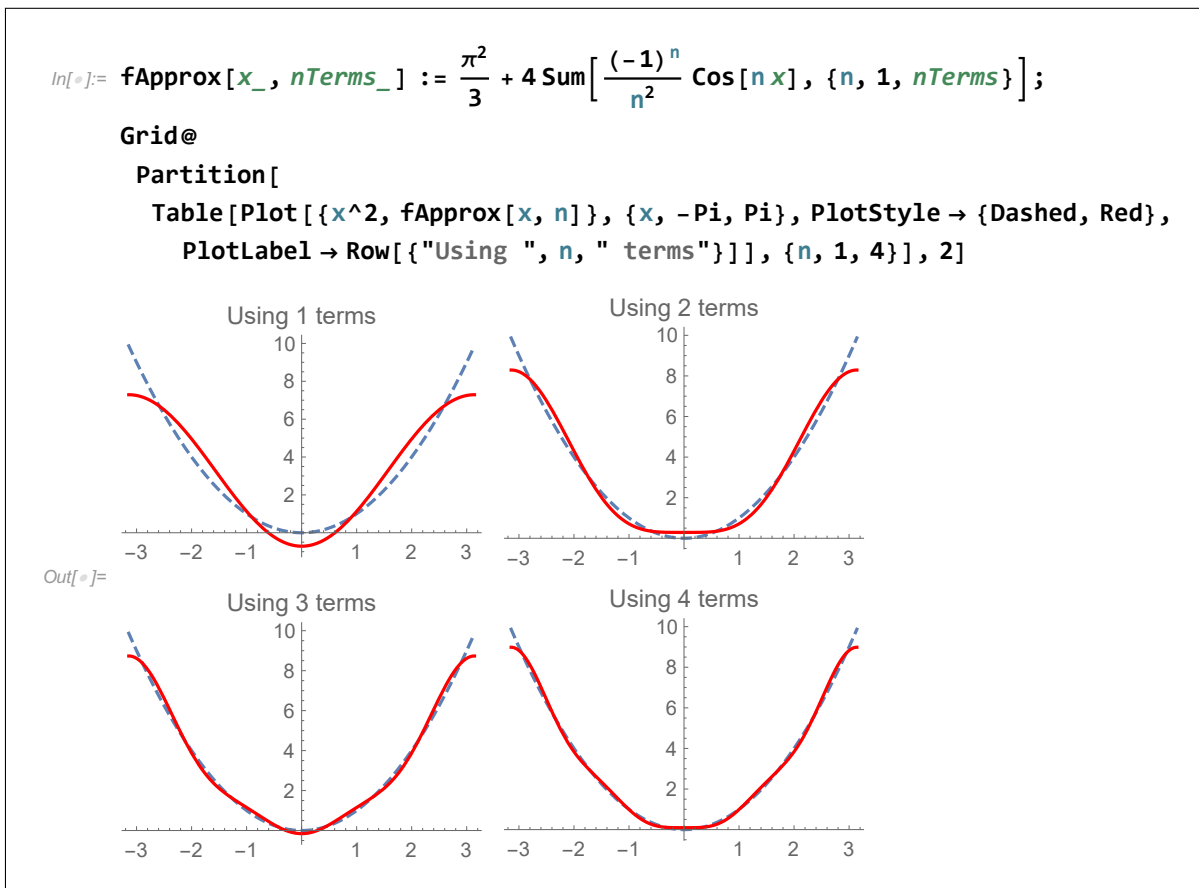 In[•]:= fApprox[x_, nTerms_] := π²/3 + 4 Sum[(-1)ⁿ/n² Cos[n x], {n, 1, nTerms}];
Grid@
Partition[
Table[Plot[{x^2, fApprox[x, n]}, {x, -Pi, Pi}, PlotStyle → {Dashed, Red},
PlotLabel → Row[{"Using ", n, " terms"}]], {n, 1, 4}], 2]
Using 1 terms
10
8
6
4
2
-3 -2 -1 1 2 3
Using 2 terms
10
8
6
4
2
-3 -2 -1 1 2 3
Out[•]=
Using 3 terms
10
8
6
4
2
-3 -2 -1 1 2 3
Using 4 terms
10
8
6
4
2
-3 -2 -1 1 2 3